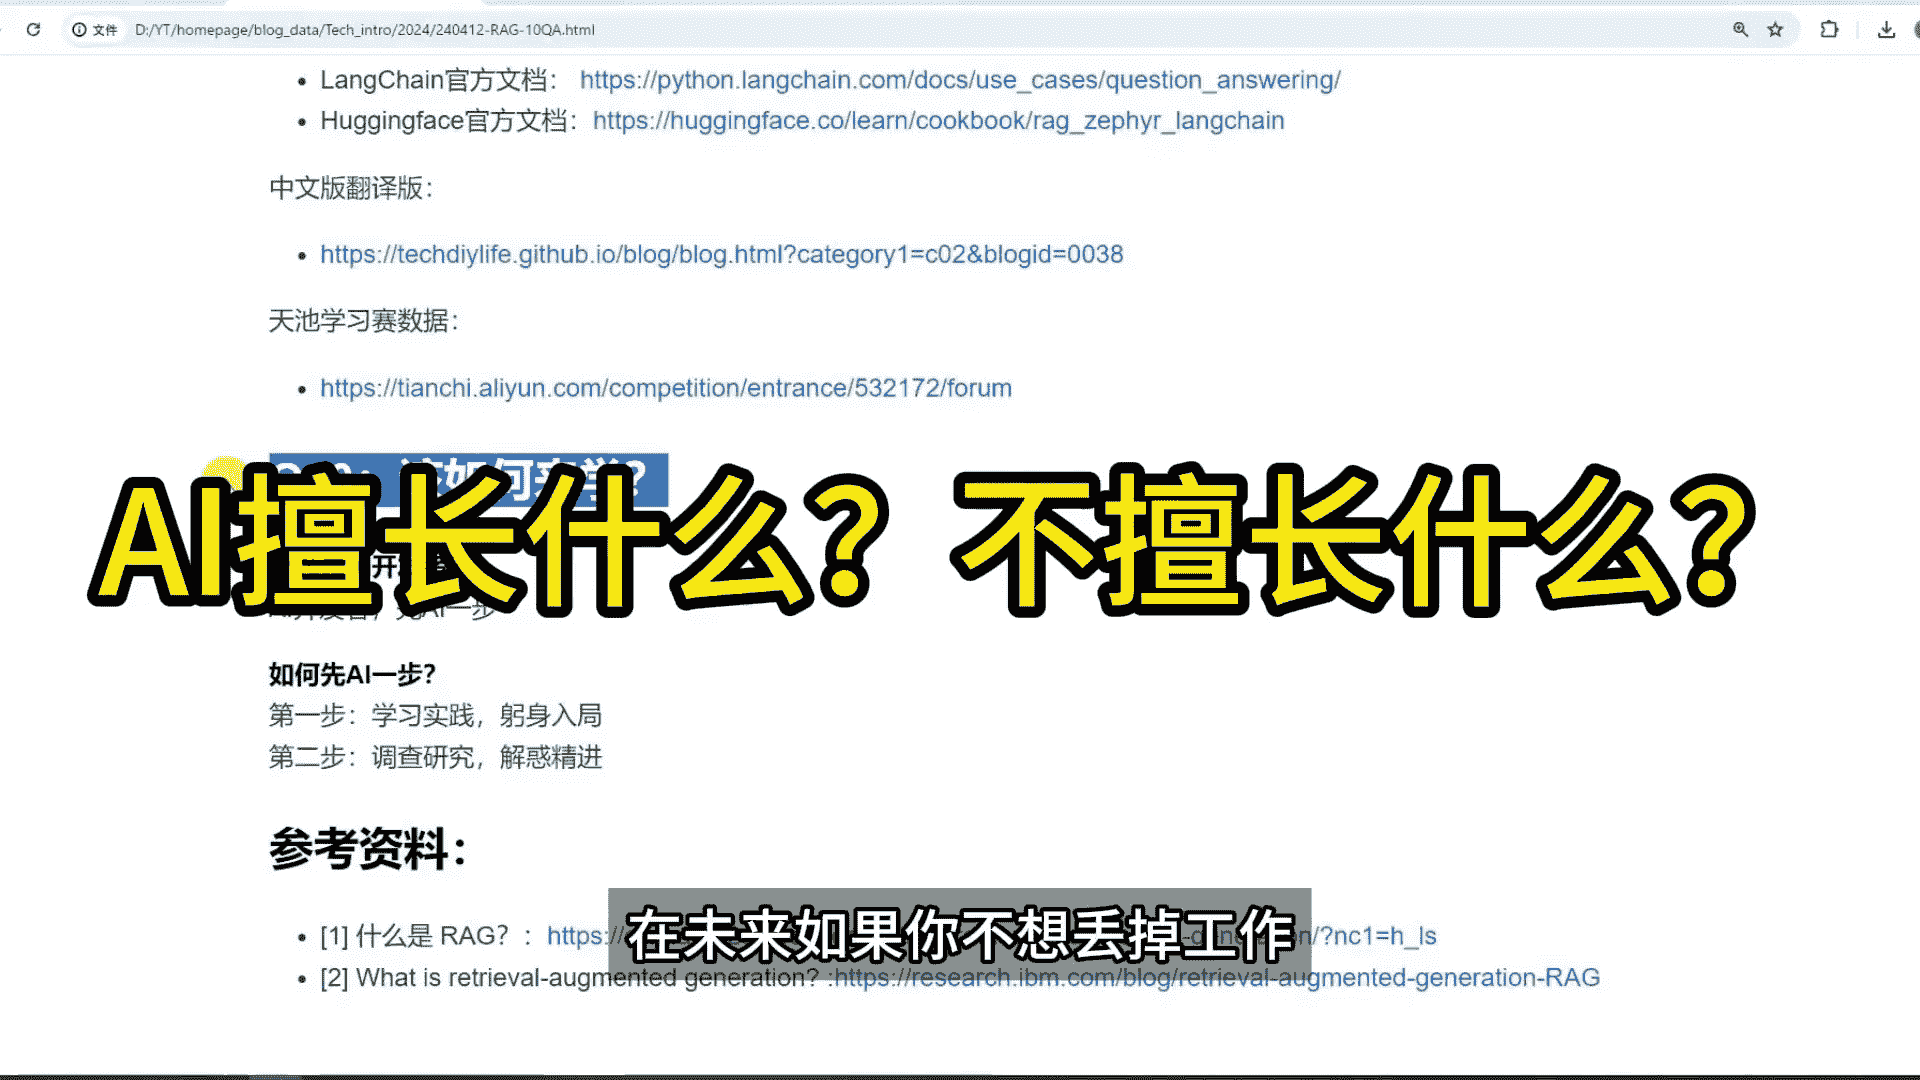 文件 D:/YT/homepage/blog_data/Tech_intro/2024/240412-RAG-10QA.html
LangChain官方文档： https://python.langchain.com/docs/use_cases/question_answering/
Huggingface官方文档：https://huggingface.co/learn/cookbook/rag_zephyr_langchain
中文版翻译版：
https://techdiylife.github.io/blog/blog.html?category1=c02&blogid=0038
天池学习赛数据：
https://tianchi.aliyun.com/competition/entrance/532172/forum
该如何来学？
AI擅长什么？不擅长什么？
如何先AI一步？
第一步：学习实践，躬身入局
第二步：调查研究，解惑精进
参考资料：
[1] 什么是 RAG？： https:/ n/?nc1=h_ls
在未来如果你不想丢掉工作
[2] What is retrieval-augmented generation? :https://research.ibm.com/blog/retrieval-augmented-generation-RAG